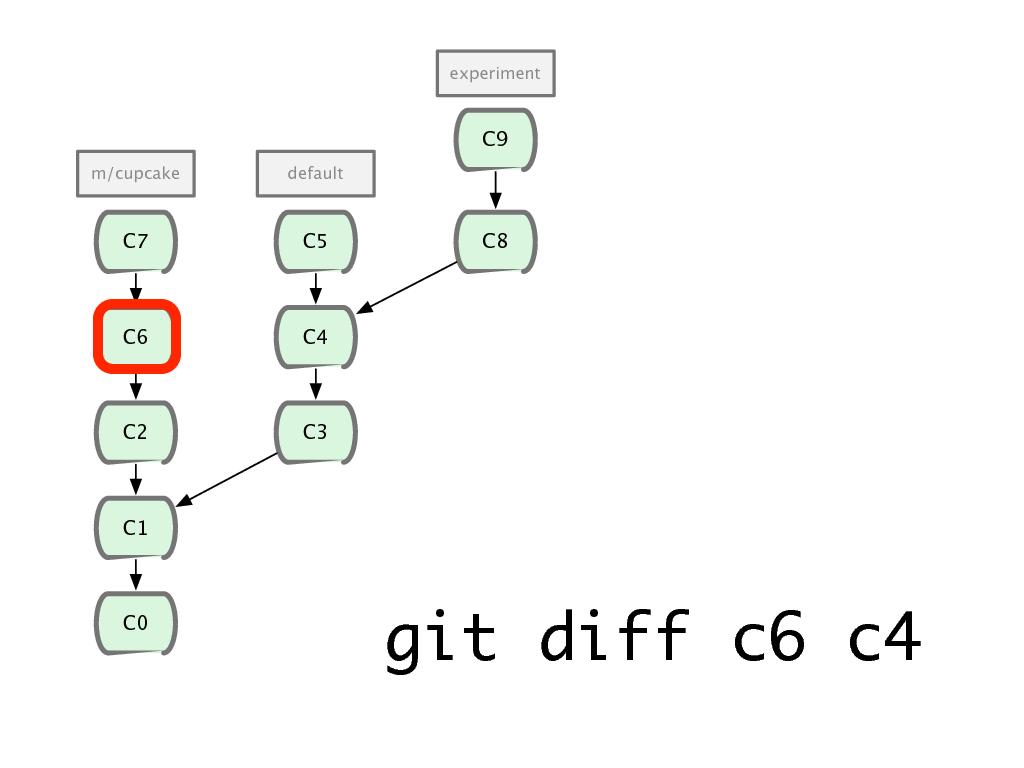 experiment
C9
m/cupcake
default
C7
C5
C8
C6
C4
C2
C3
C1
C0
git diff c6 c4